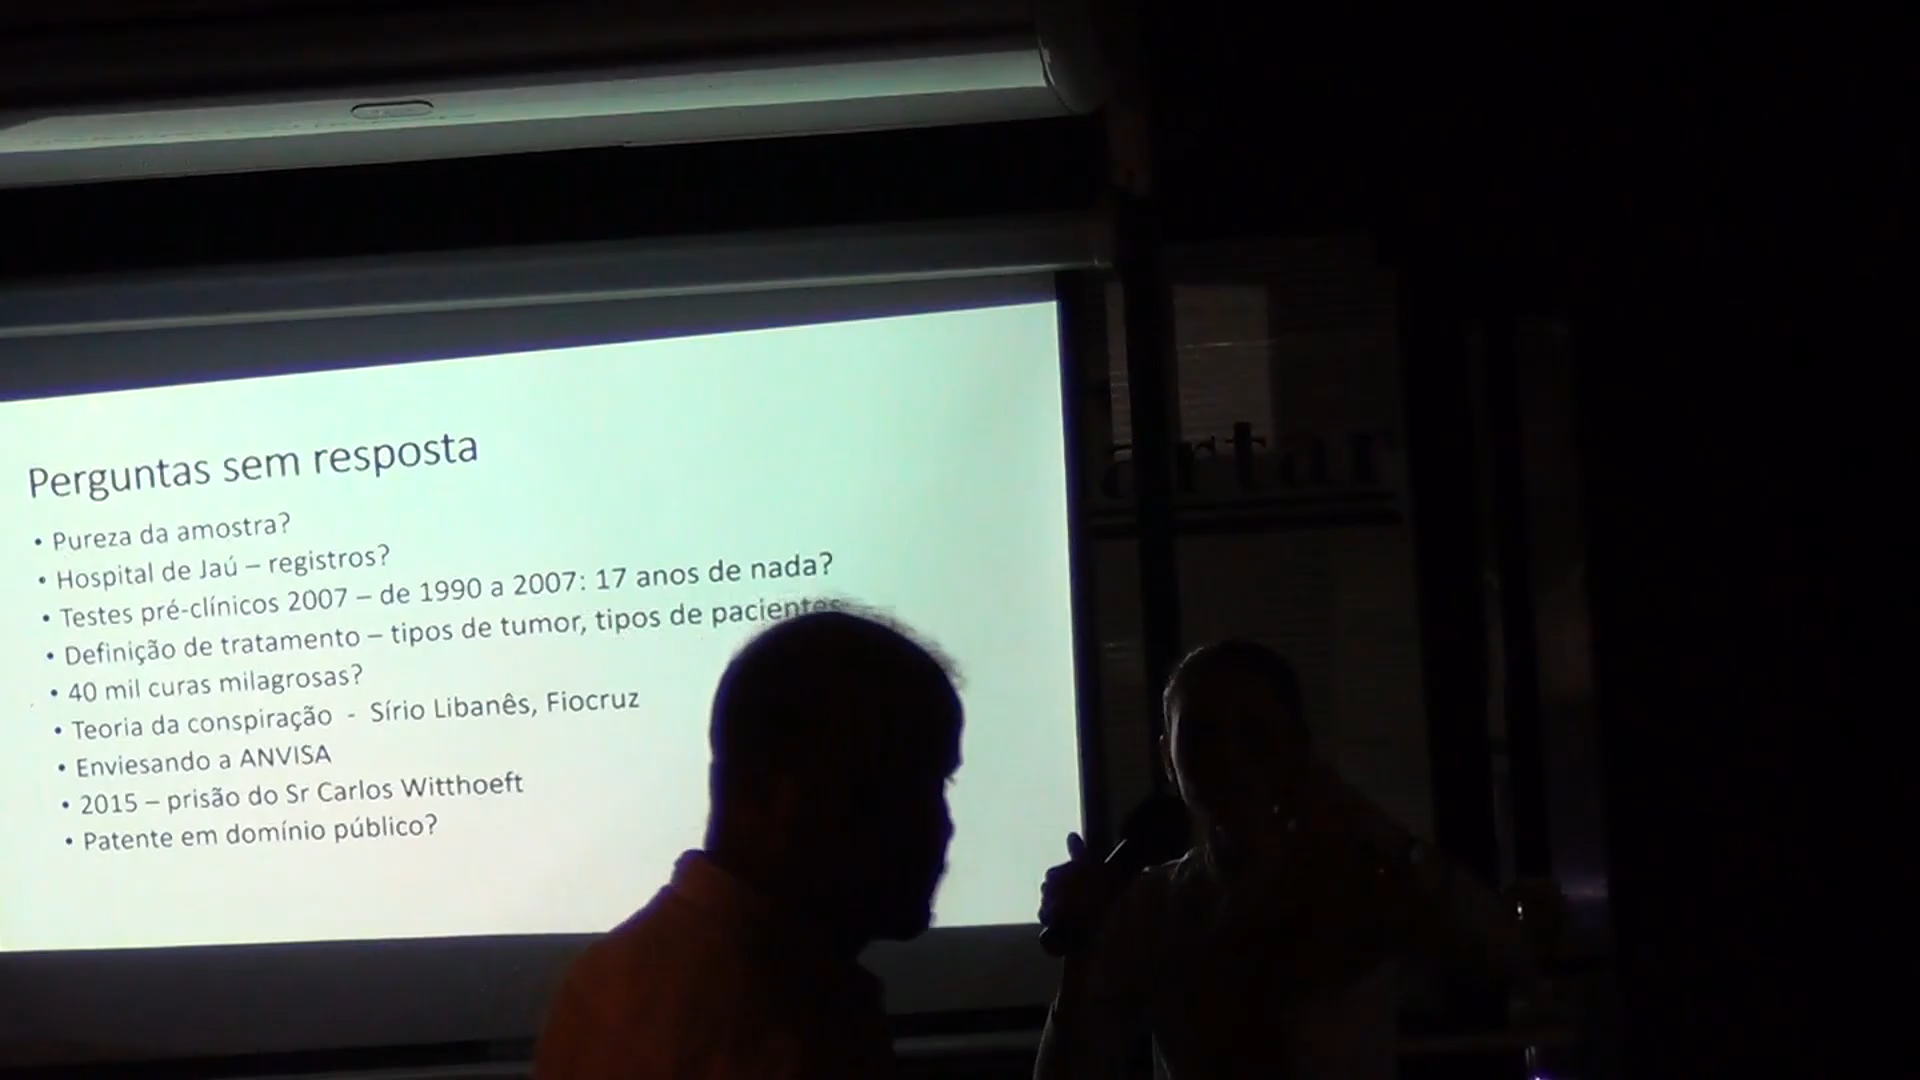 Perguntas sem resposta
• Pureza da amostra?
• Hospital de Jaú – registros?
• Testes pré-clínicos 2007 – de 1990 a 2007: 17 anos de nada?
• Definição de tratamento – tipos de tumor, tipos de pacientes
• 40 mil curas milagrosas?
• Teoria da conspiração - Sírio Libanês, Fiocruz
• Enviesando a ANVISA
• 2015 – prisão do Sr Carlos Witthoeft
• Patente em domínio público?
artar